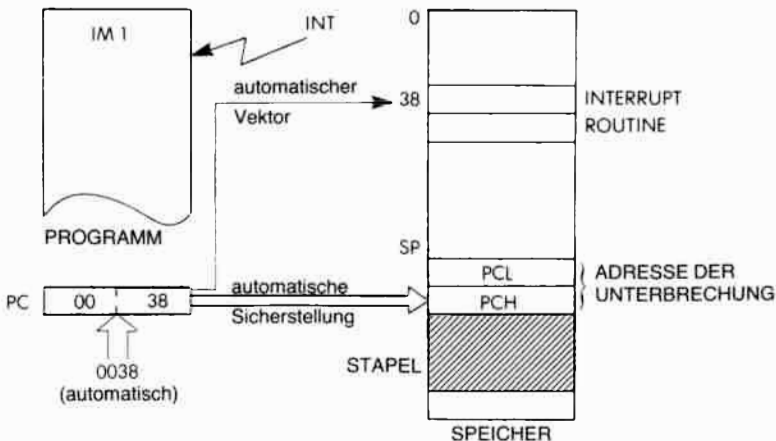 IM 1
INT
0
automatischer
Vektor
38
INTERRUPT
ROUTINE
PROGRAMM
SP
PCL
PCH
ADRESSE DER
UNTERBRECHUNG
PC
00 38
automatische
Sicherstellung
0038
(automatisch)
STAPEL
SPEICHER